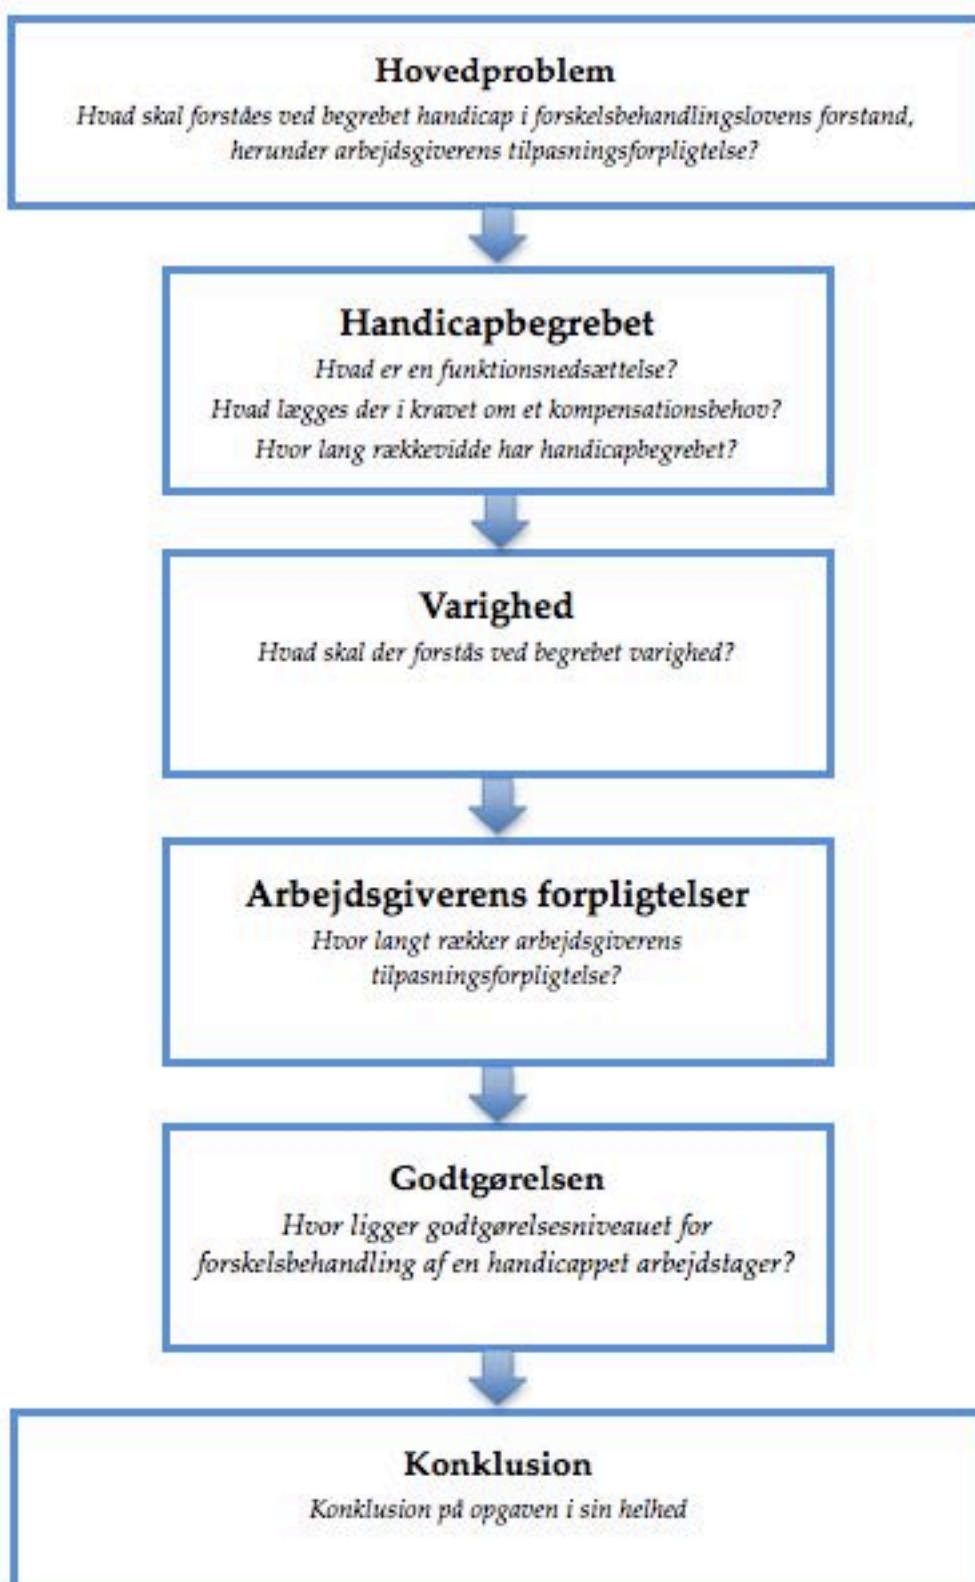 Hovedproblem
Hvad skal forståes ved begrebet handicap i forskelsbehandlingslovens forstand,
herunder arbejdsgiverens tilpasningsforpligtelse?
Handicapbegrebet
Hvad er en funktionsnedsættelse?
Hvad lægges der i kravet om et kompensationsbehov?
Hvor lang rækkevidde har handicapbegrebet?
Varighed
Hvad skal der forstås ved begrebet varighed?
Arbejdsgiverens forpligtelser
Hvor langt rækker arbejdsgiverens
tilpasningsforpligtelse?
Godtgørelsen
Hvor ligger godtgørelsesniveauet for
forskelsbehandling af en handicappet arbejdstager?
Konklusion
Konklusion på opgaven i sin helhed